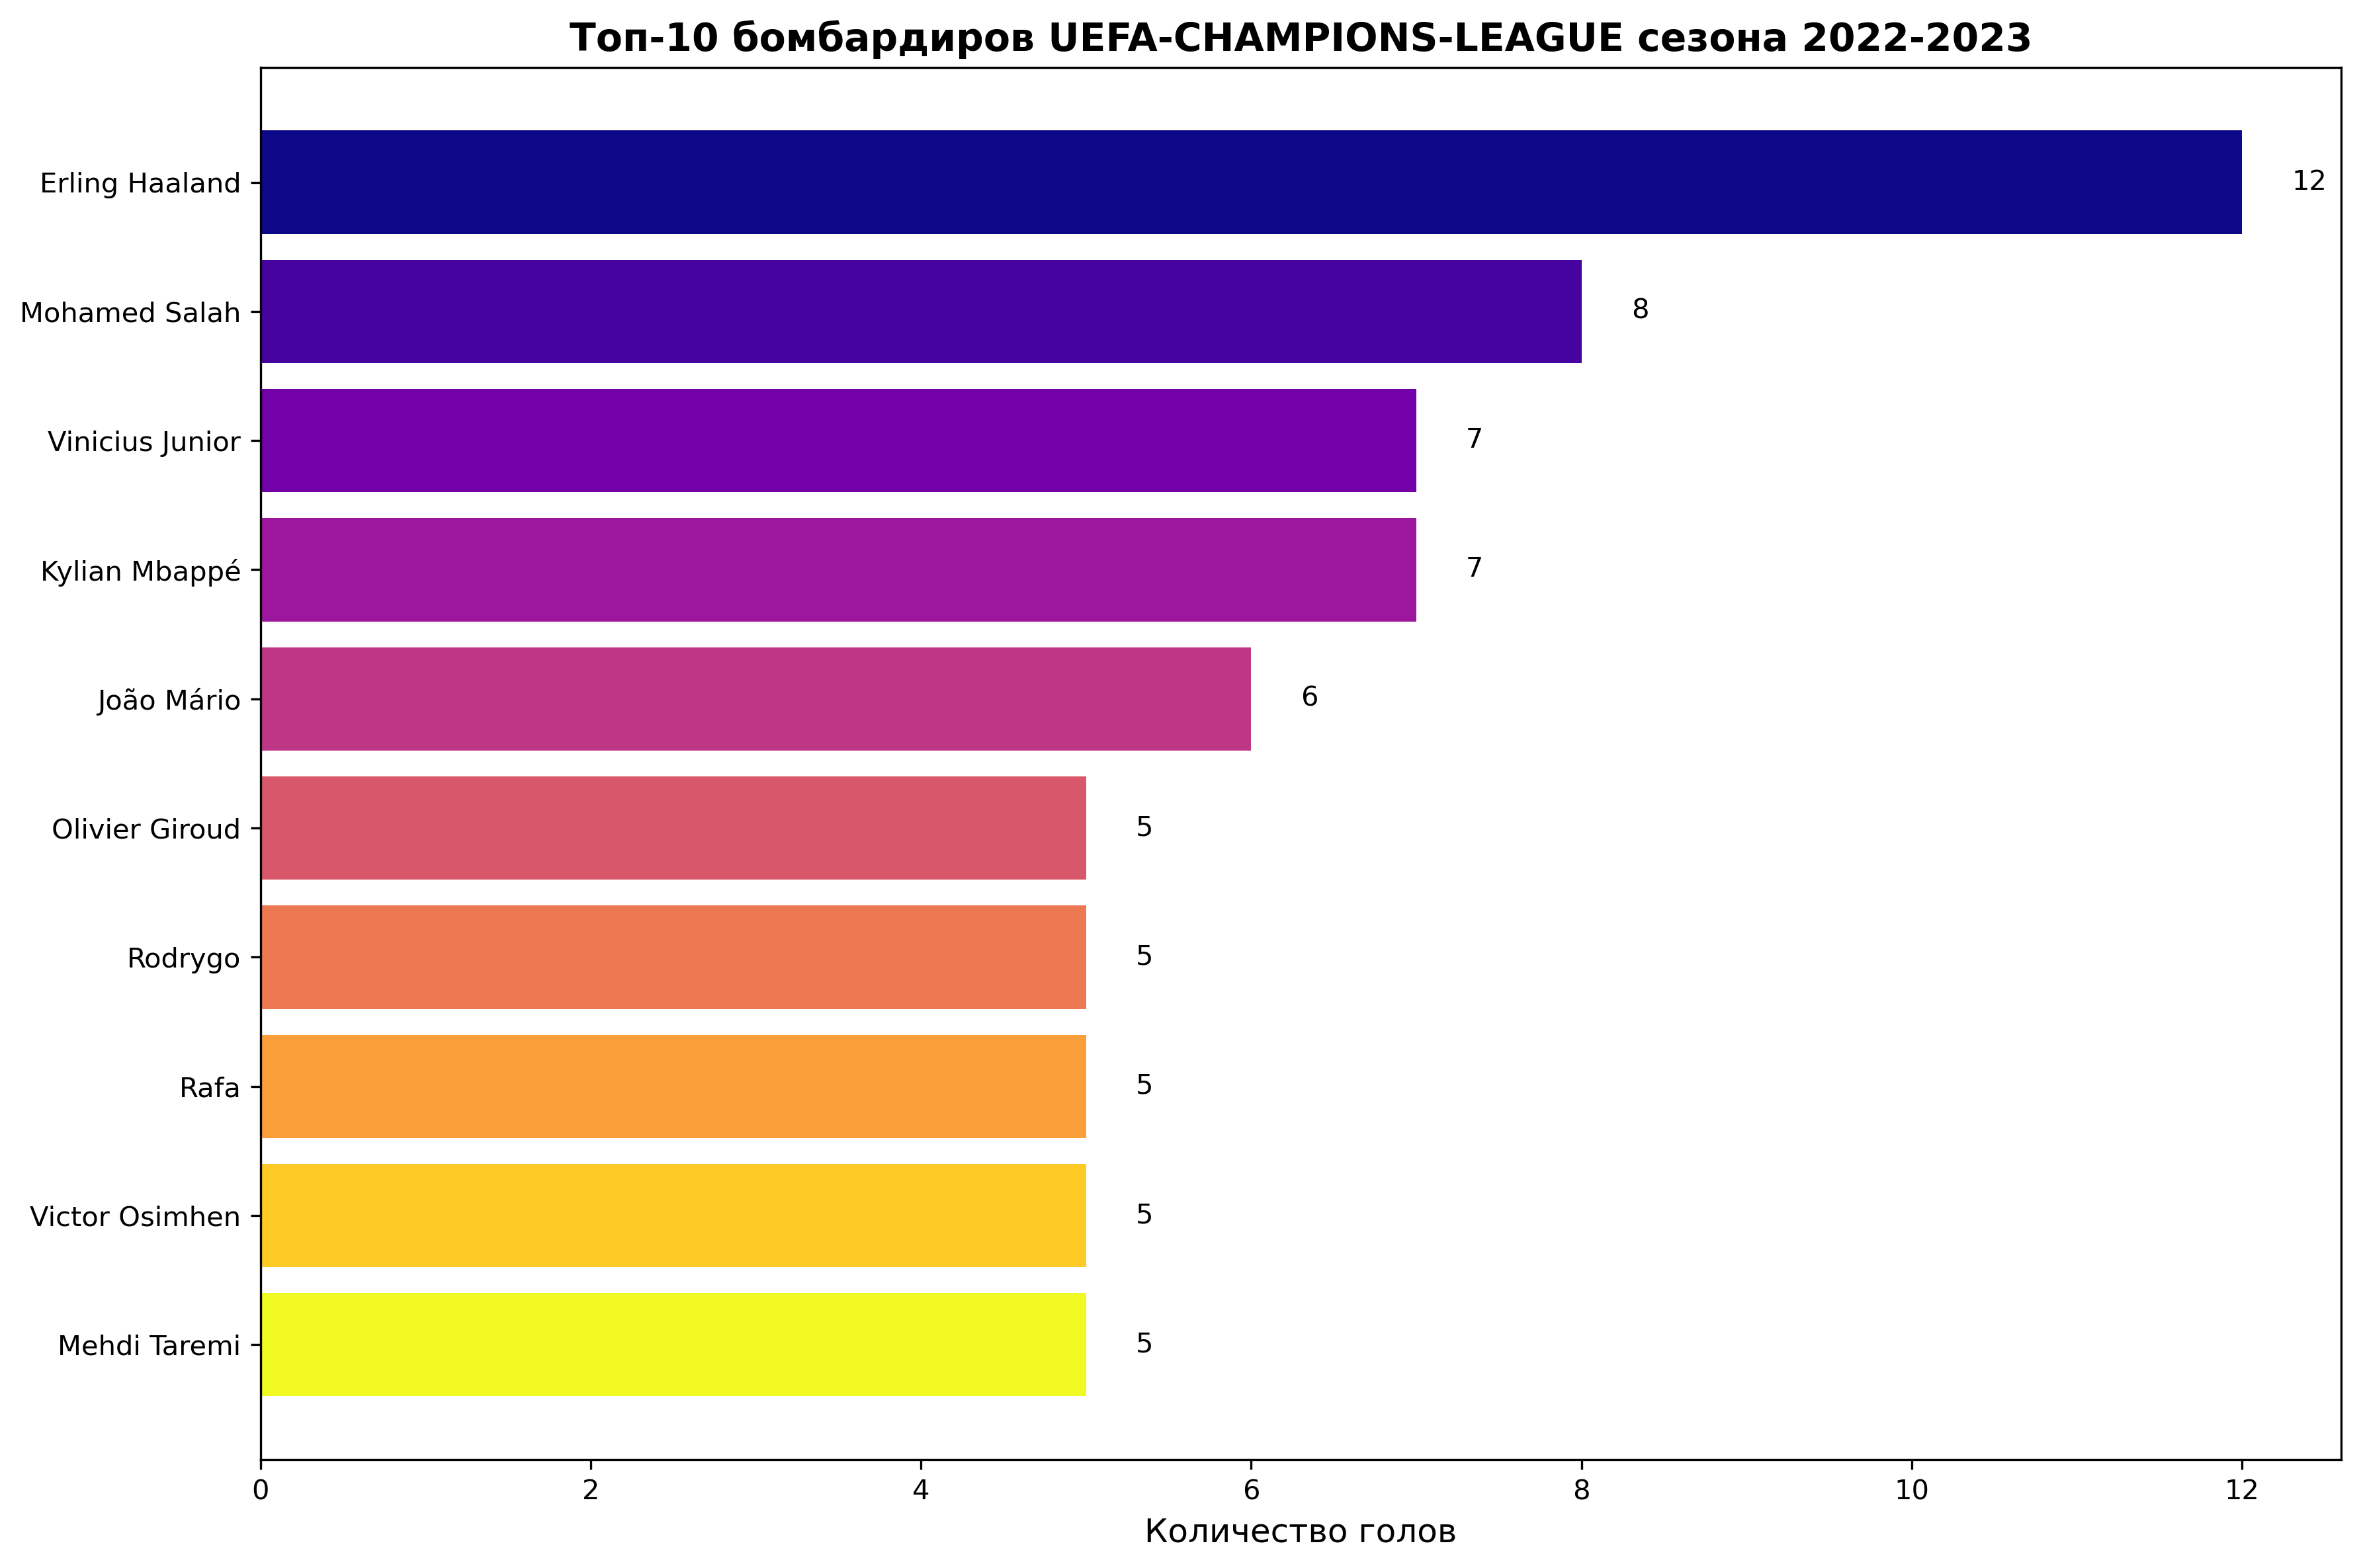 Топ-10 бомбардиров UEFA-CHAMPIONS-LEAGUE сезона 2022-2023
Erling Haaland 12
Mohamed Salah 8
Vinicius Junior 7
Kylian Mbappé 7
João Mário 6
Olivier Giroud 5
Rodrygo 5
Rafa 5
Victor Osimhen 5
Mehdi Taremi 5
0 2 4 6 8 10 12
Количество голов